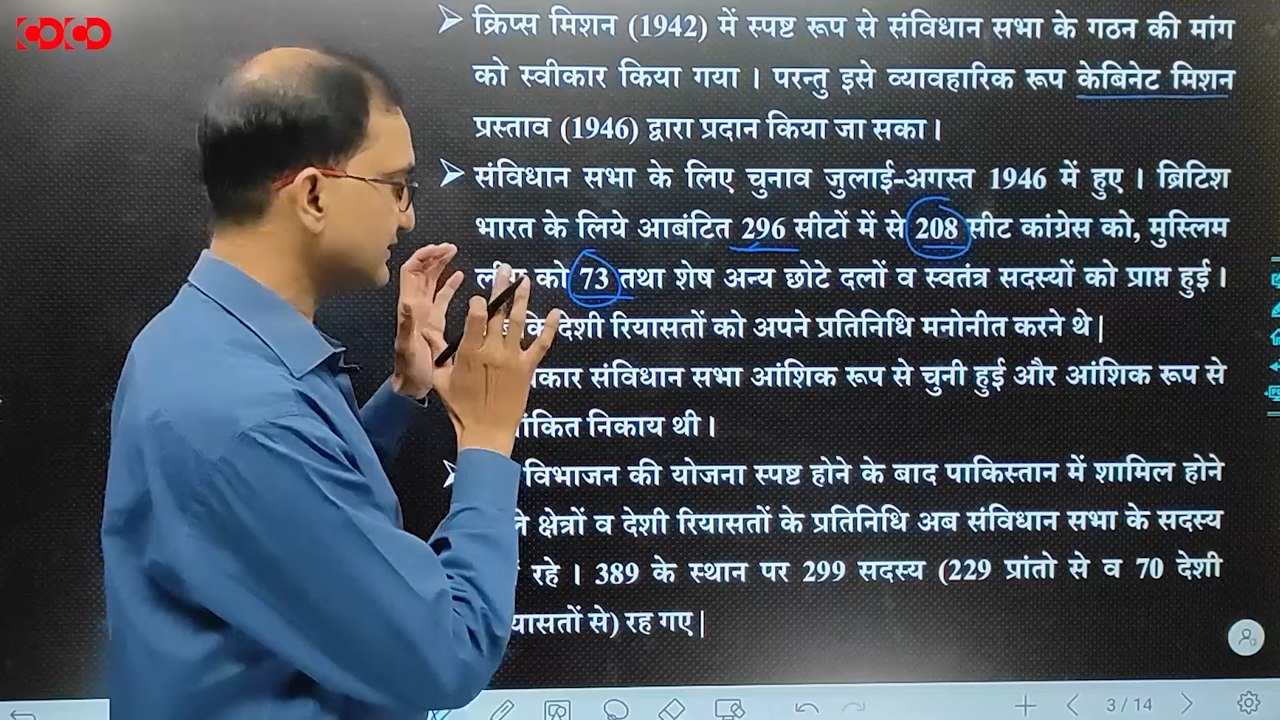 COCO
➤ क्रिप्स मिशन (1942) में स्पष्ट रूप से संविधान सभा के गठन की मांग
को स्वीकार किया गया । परन्तु इसे व्यावहारिक रूप केबिनेट मिशन
प्रस्ताव (1946) द्वारा प्रदान किया जा सका ।
➤ संविधान सभा के लिए चुनाव जुलाई-अगस्त 1946 में हुए । ब्रिटिश
भारत के लिये आबंटित 296 सीटों में से 208 सीट कांग्रेस को, मुस्लिम
को 73 तथा शेष अन्य छोटे दलों व स्वतंत्र सदस्यों को प्राप्त हुई ।
देशी रियासतों को अपने प्रतिनिधि मनोनीत करने थे |
संविधान सभा आंशिक रूप से चुनी हुई और आंशिक रूप से
निकाय थी ।
विभाजन की योजना स्पष्ट होने के बाद पाकिस्तान में शामिल होने
क्षेत्रों व देशी रियासतों के प्रतिनिधि अब संविधान सभा के सदस्य
रहे । 389 के स्थान पर 299 सदस्य (229 प्रांतो से व 70 देशी
से) रह गए |
3 / 14